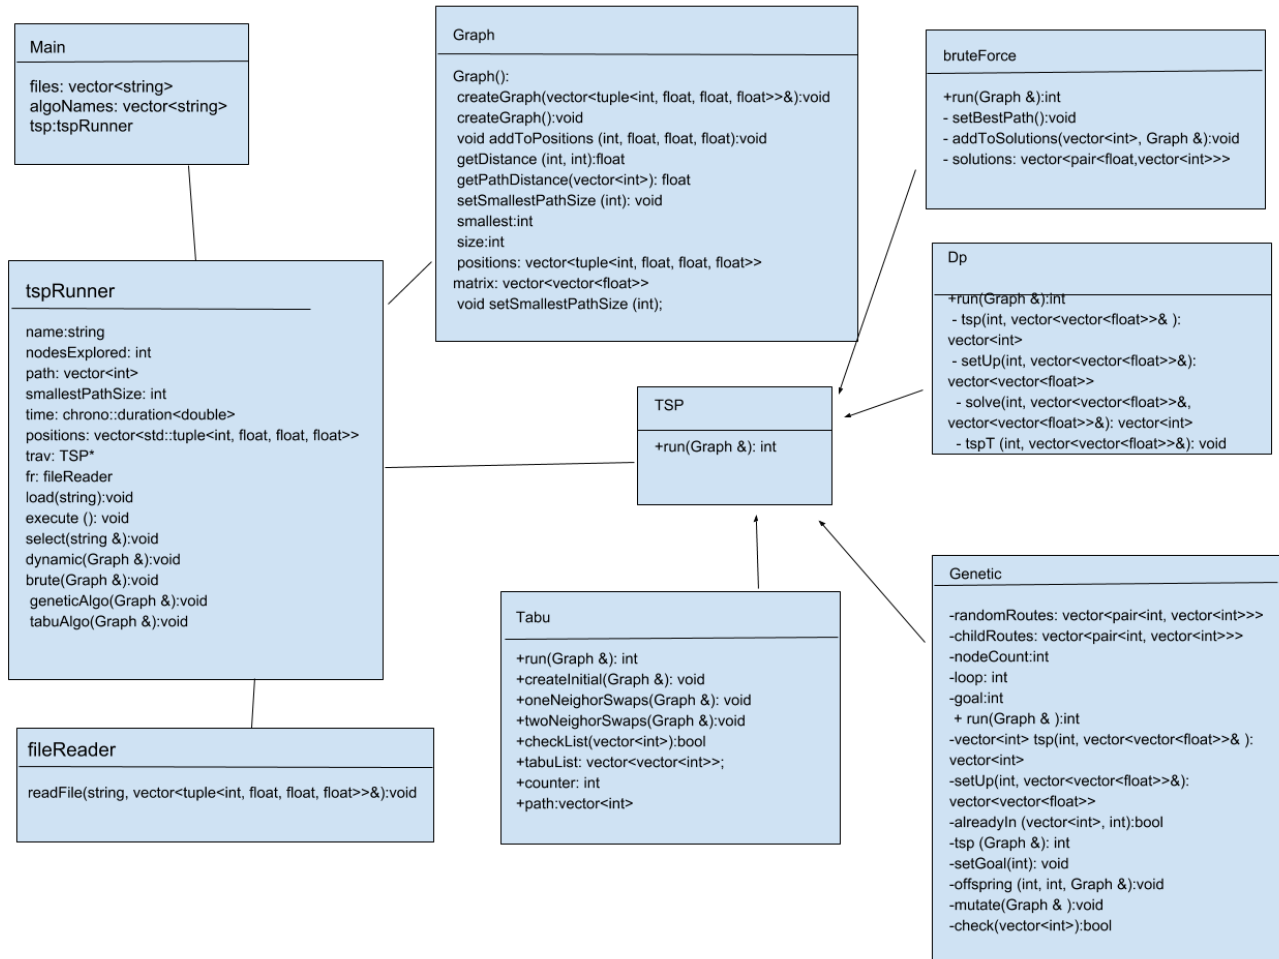 Main
files: vector<string>
algoNames: vector<string>
tsp:tspRunner
Graph
Graph():
createGraph(vector<tuple<int, float, float, float>>&):void
createGraph():void
void addToPositions (int, float, float, float):void
getDistance (int, int):float
getPathDistance(vector<int>): float
setSmallestPathSize (int): void
smallest:int
size:int
positions: vector<tuple<int, float, float, float>>
matrix: vector<vector<float>>
void setSmallestPathSize (int);
bruteForce
+run(Graph &):int
- setBestPath():void
- addToSolutions(vector<int>, Graph &):void
- solutions: vector<pair<float,vector<int>>>
Dp
+run(Graph &):int
- tsp(int, vector<vector<float>>& ):
vector<int>
- setUp(int, vector<vector<float>>&):
vector<vector<float>>
- solve(int, vector<vector<float>>&,
vector<vector<float>>&): vector<int>
- tspT (int, vector<vector<float>>&): void
tspRunner
name:string
nodesExplored: int
path: vector<int>
smallestPathSize: int
time: chrono::duration<double>
positions: vector<std::tuple<int, float, float, float>>
trav: TSP*
fr: fileReader
load(string):void
execute (): void
select(string &):void
dynamic(Graph &):void
brute(Graph &):void
geneticAlgo(Graph &):void
tabuAlgo(Graph &):void
TSP
+run(Graph &): int
fileReader
readFile(string, vector<tuple<int, float, float, float>>&):void
Tabu
+run(Graph &): int
+createInitial(Graph &): void
+oneNeighorSwaps(Graph &): void
+twoNeighorSwaps(Graph &):void
+checkList(vector<int>):bool
+tabuList: vector<vector<int>>;
+counter: int
+path:vector<int>
Genetic
-randomRoutes: vector<pair<int, vector<int>>>
-childRoutes: vector<pair<int, vector<int>>>
-nodeCount:int
-loop: int
-goal:int
+ run(Graph & ):int
-vector<int> tsp(int, vector<vector<float>>& ):
vector<int>
-setUp(int, vector<vector<float>>&):
vector<vector<float>>
-alreadyIn (vector<int>, int):bool
-tsp (Graph &): int
-setGoal(int): void
-offspring (int, int, Graph &):void
-mutate(Graph & ):void
-check(vector<int>):bool